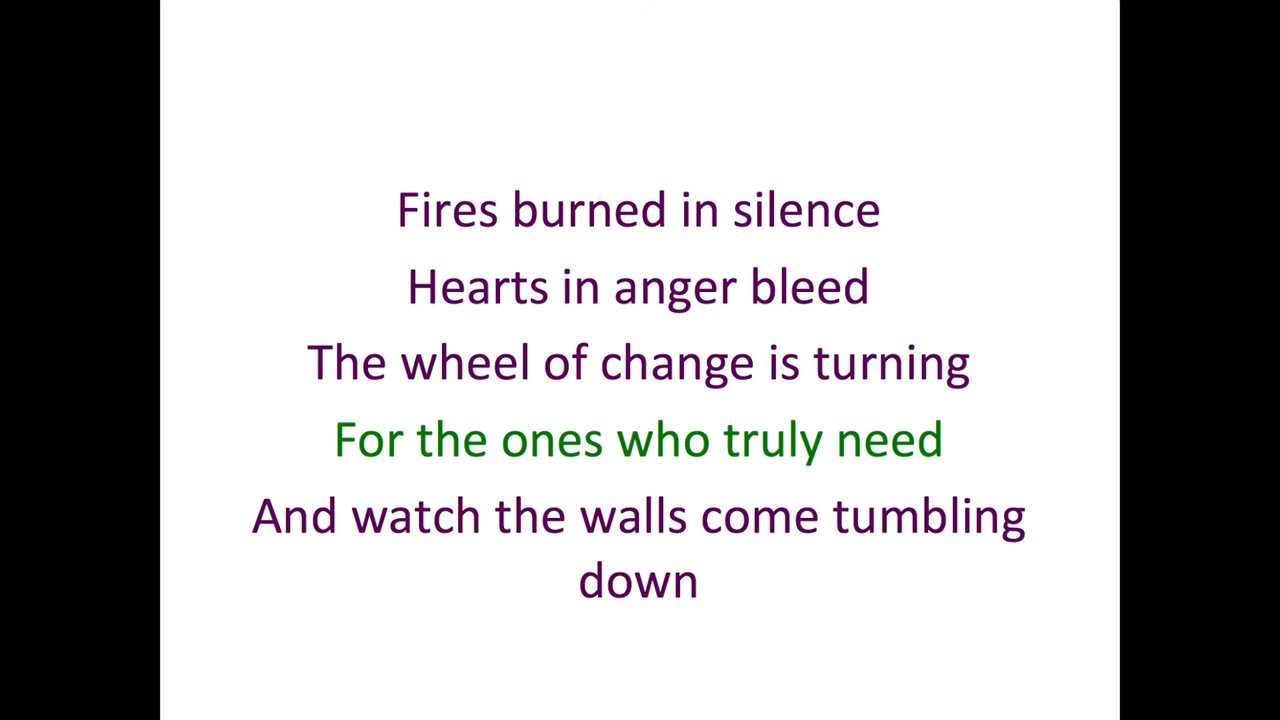 Fires burned in silence
Hearts in anger bleed
The wheel of change is turning
For the ones who truly need
And watch the walls come tumbling
down